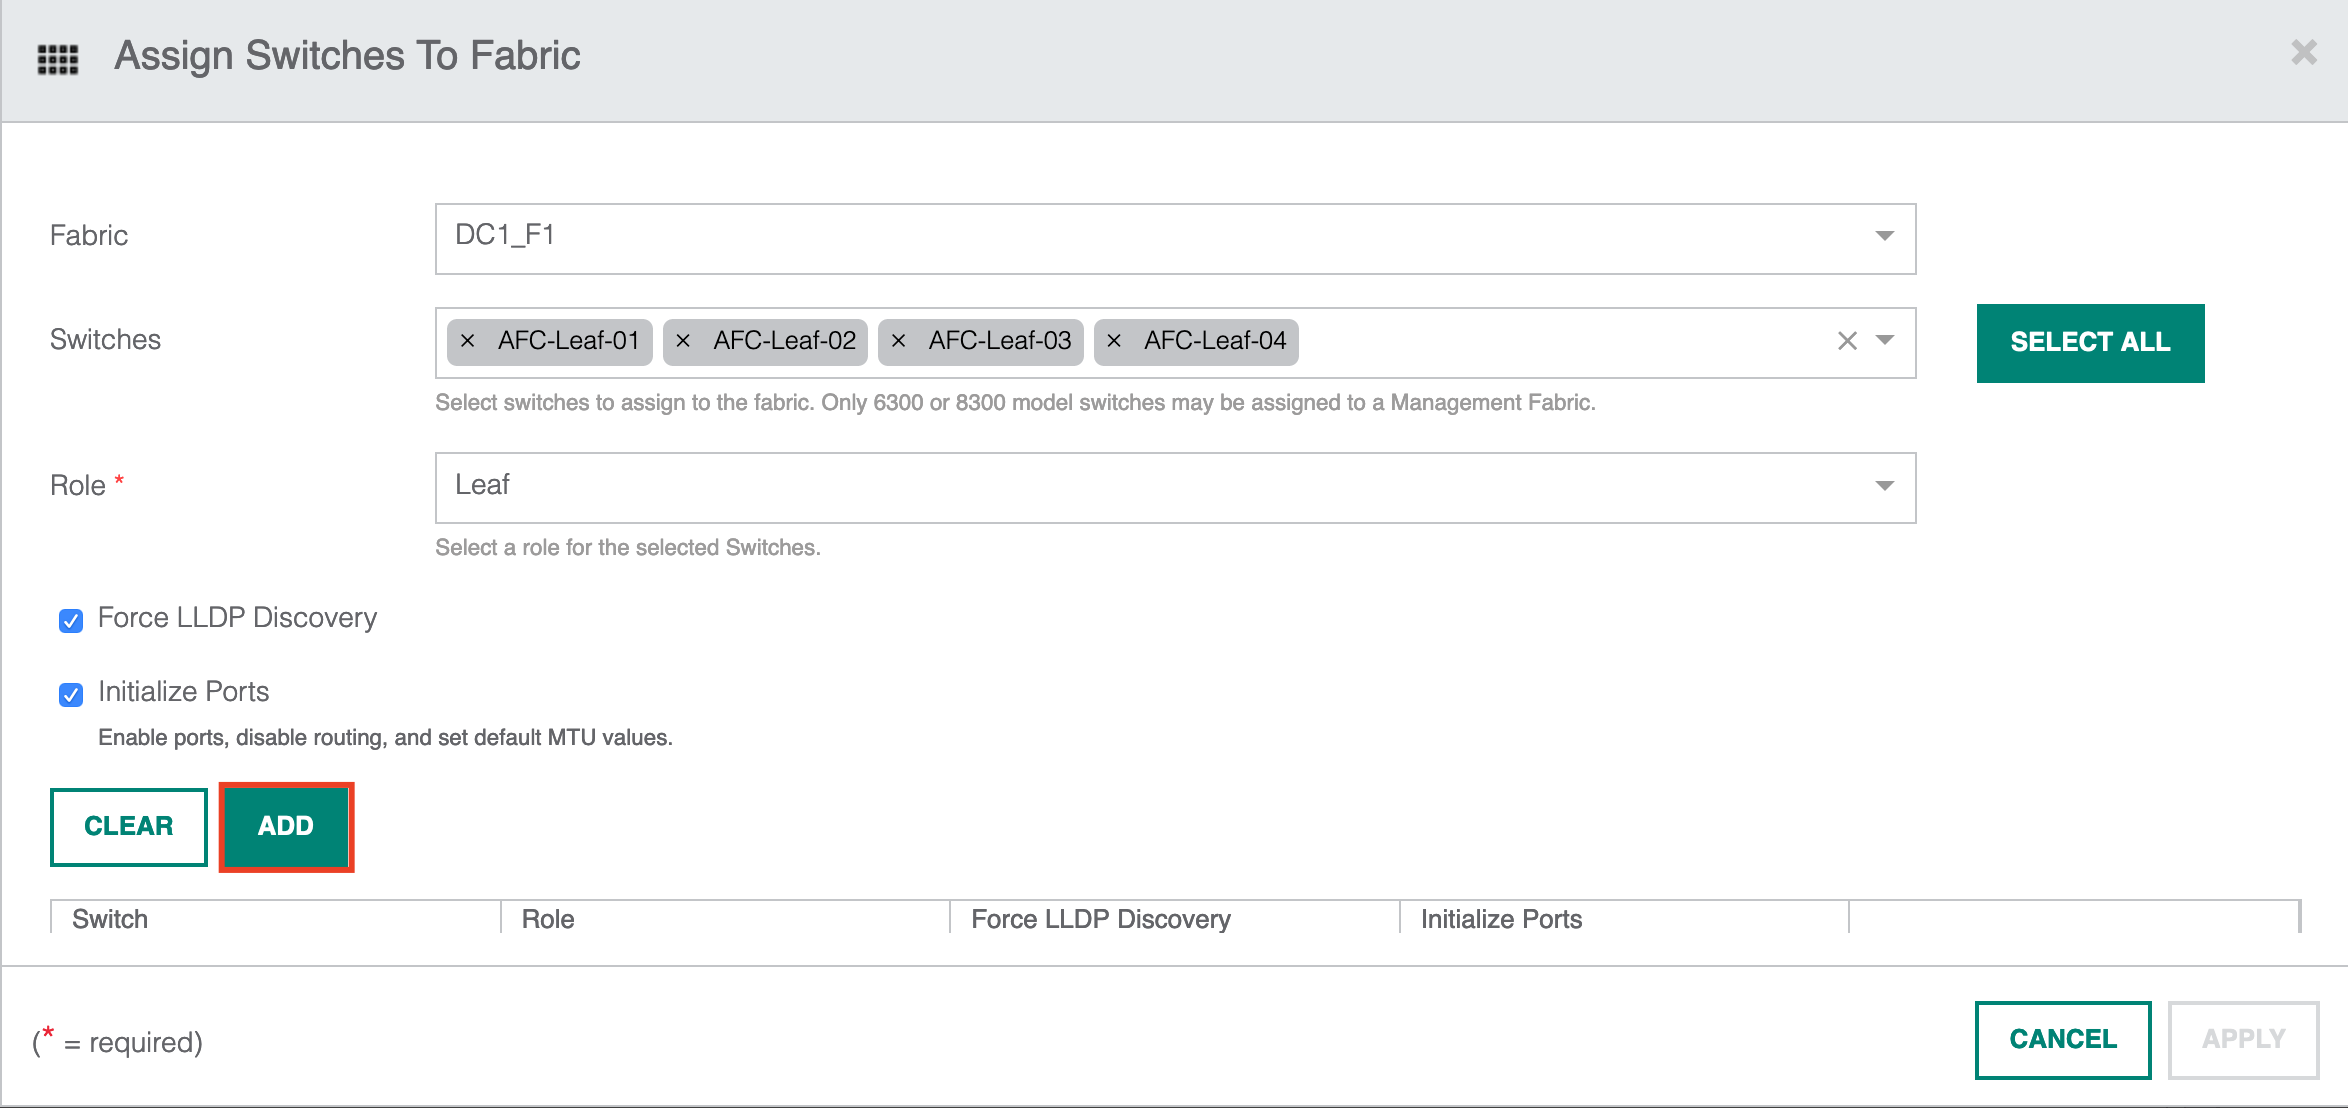 Assign Switches To Fabric
Fabric
DC1_F1
Switches
× AFC-Leaf-01 × AFC-Leaf-02 × AFC-Leaf-03 × AFC-Leaf-04
SELECT ALL
Select switches to assign to the fabric. Only 6300 or 8300 model switches may be assigned to a Management Fabric.
Role *
Leaf
Select a role for the selected Switches.
Force LLDP Discovery
Initialize Ports
Enable ports, disable routing, and set default MTU values.
CLEAR ADD
Switch Role Force LLDP Discovery Initialize Ports
(* = required)
CANCEL APPLY